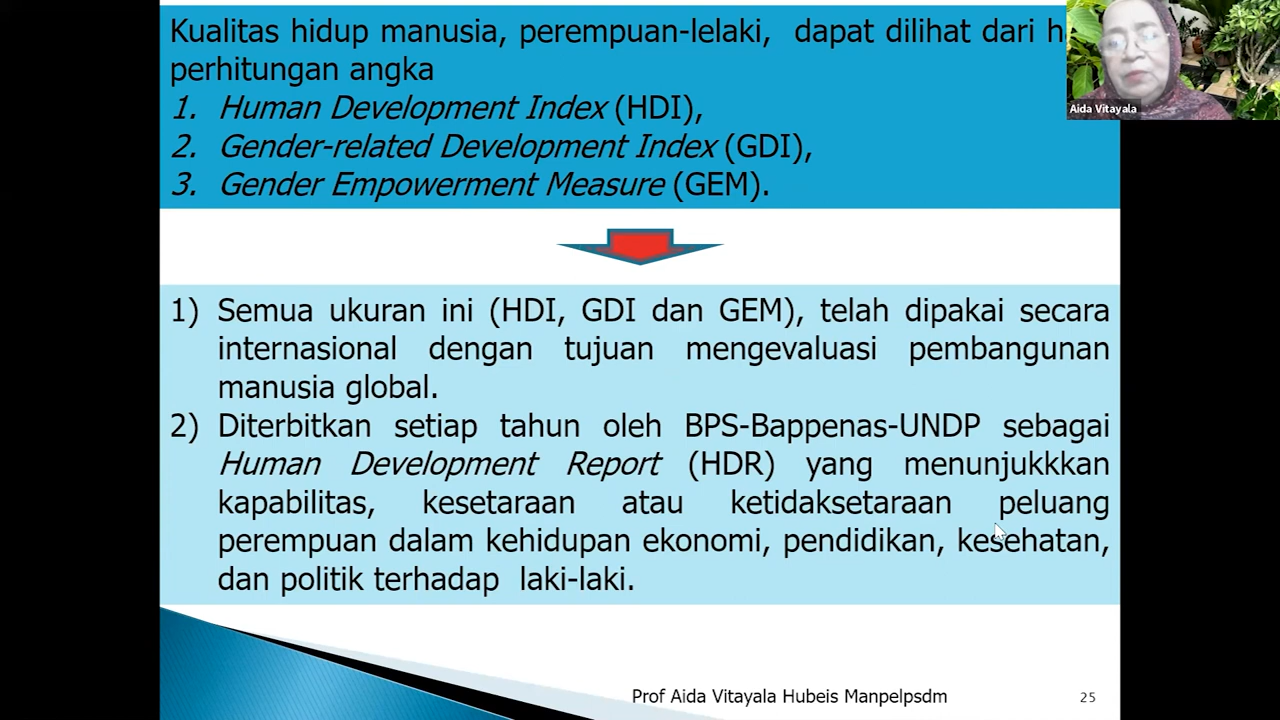 Kualitas hidup manusia, perempuan-lelaki, dapat dilihat dari
perhitungan angka
1. Human Development Index (HDI),
2. Gender-related Development Index (GDI),
3. Gender Empowerment Measure (GEM).
Aida Vitayala
1) Semua ukuran ini (HDI, GDI dan GEM), telah dipakai secara
internasional dengan tujuan mengevaluasi pembangunan
manusia global.
2) Diterbitkan setiap tahun oleh BPS-Bappenas-UNDP sebagai
Human Development Report (HDR) yang menunjukkkan
kapabilitas, kesetaraan atau ketidaksetaraan peluang
perempuan dalam kehidupan ekonomi, pendidikan, kesehatan,
dan politik terhadap laki-laki.
Prof Aida Vitayala Hubeis Manpelpsdm
25